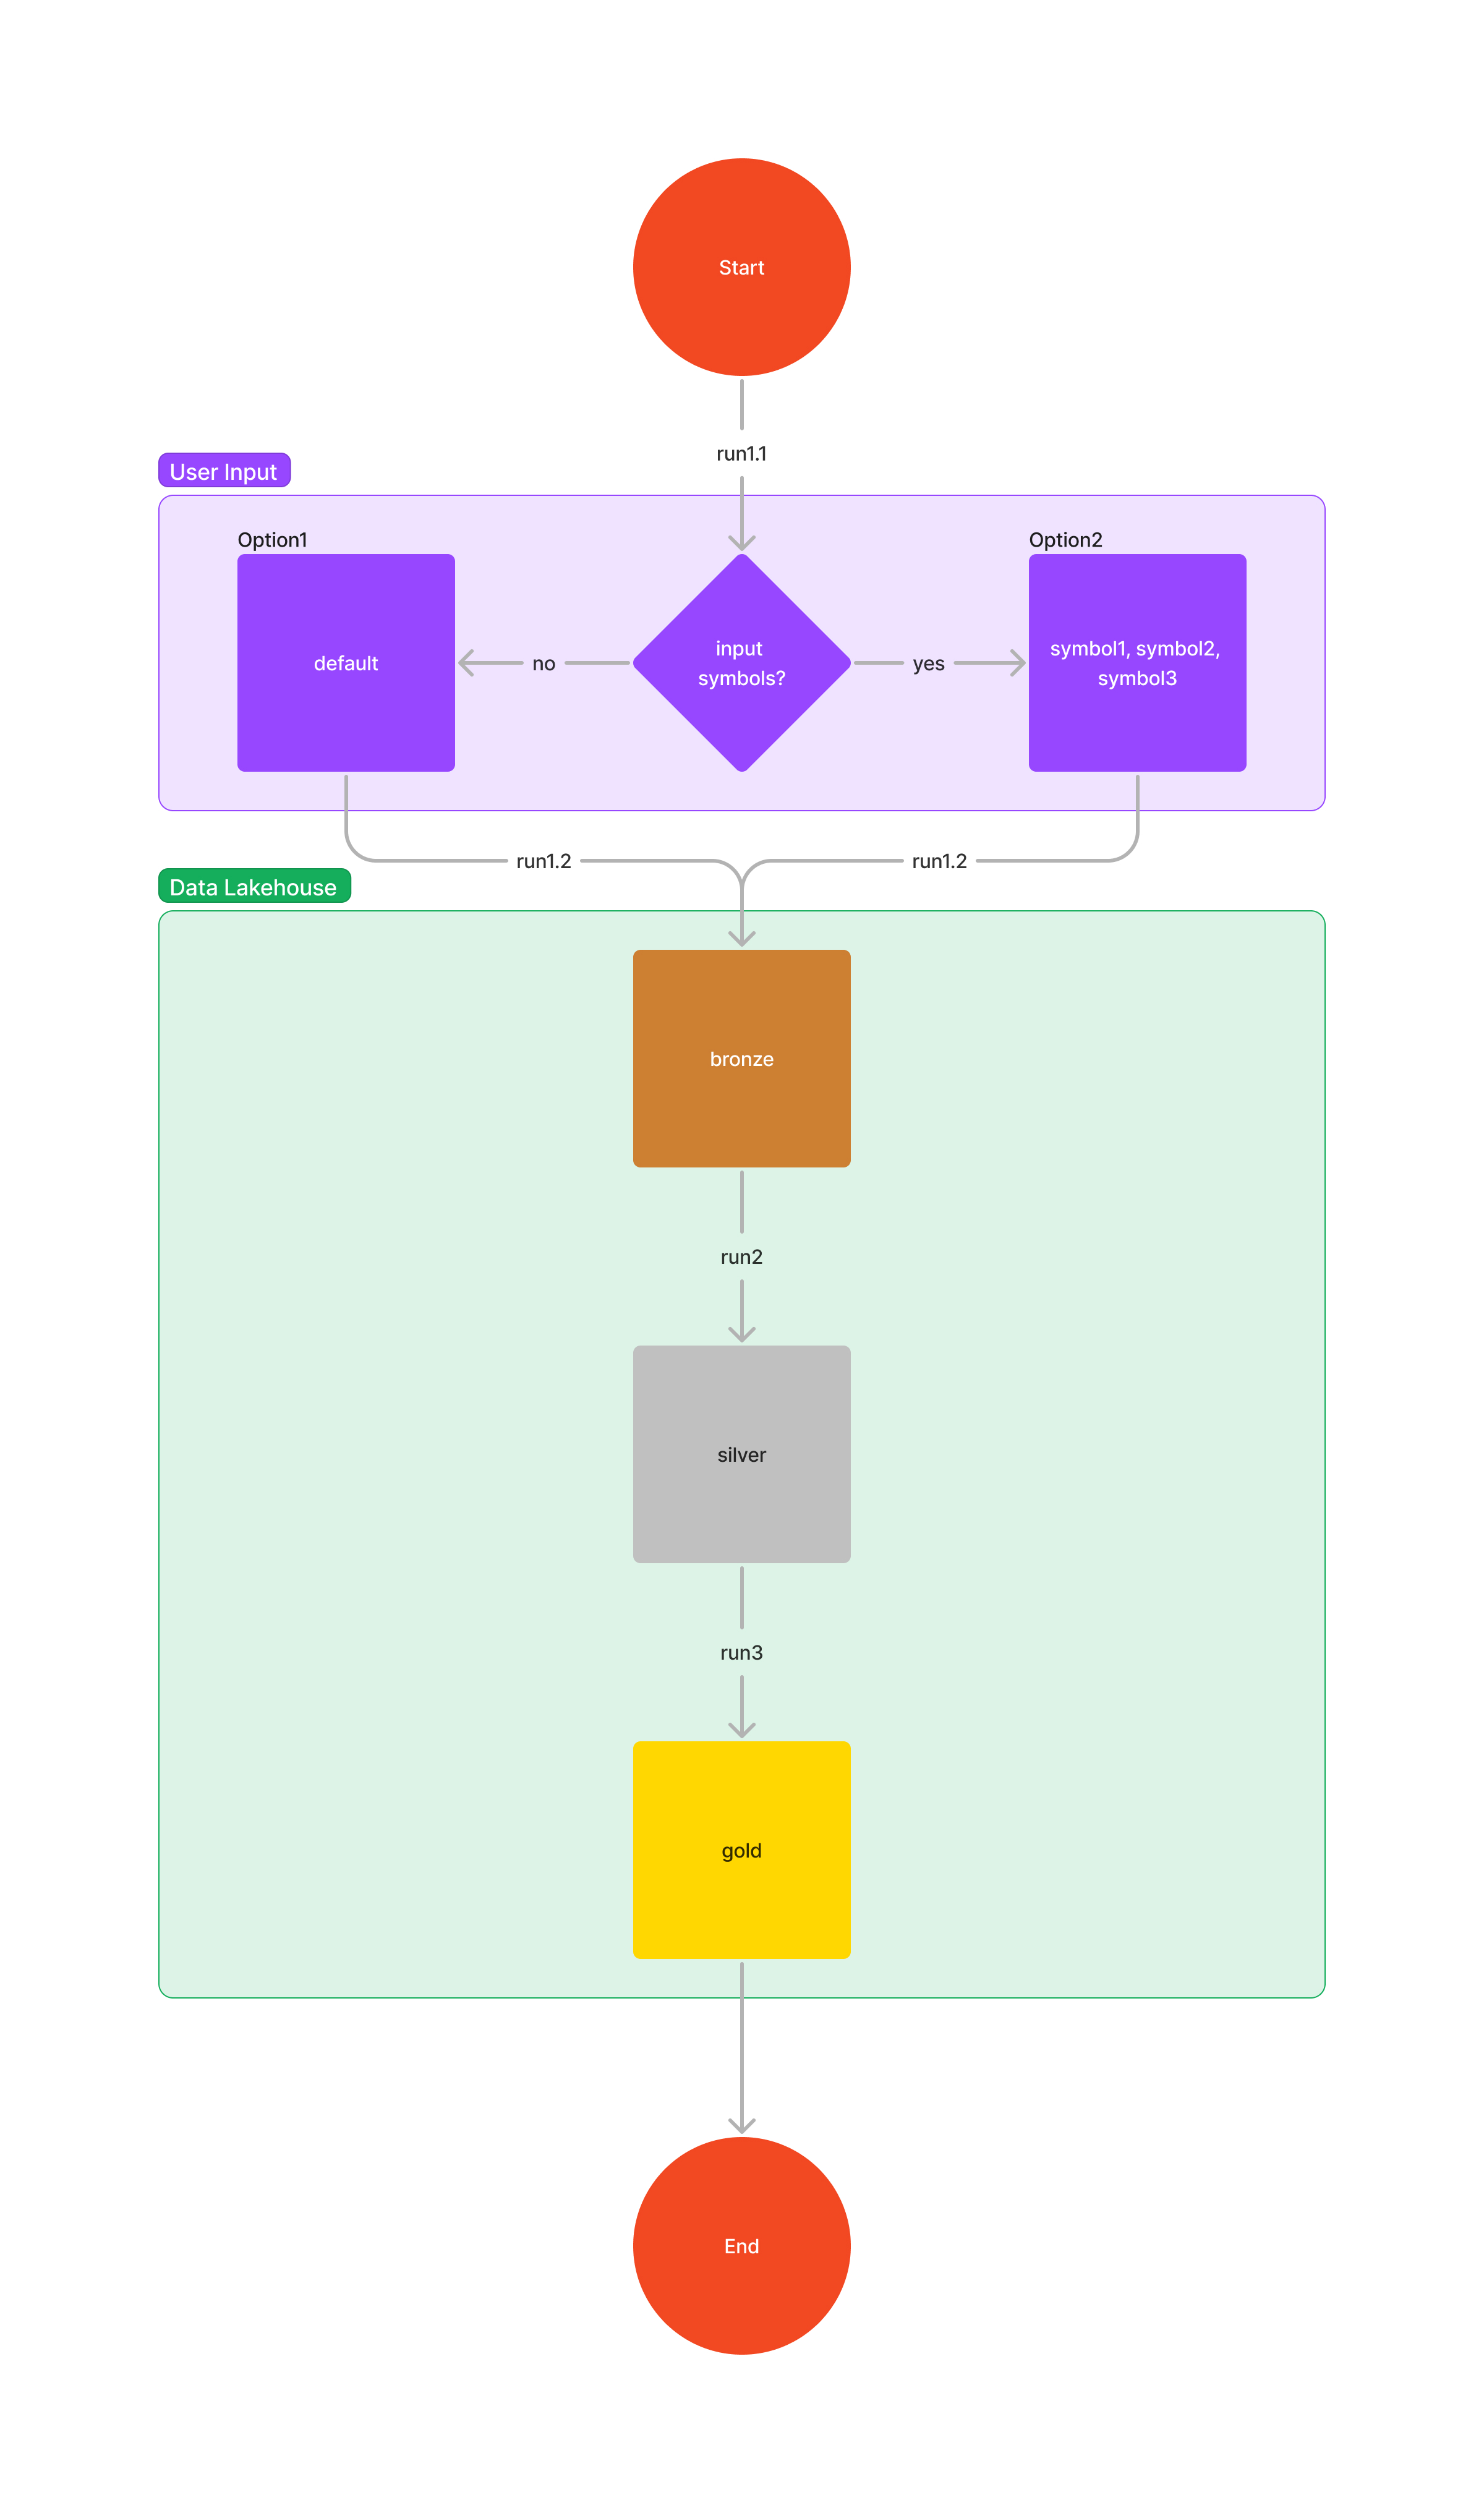 Start
run1.1
User Input
Option1
Option2
default
no
input
symbols?
yes
symbol1, symbol2,
symbol3
run1.2
run1.2
Data Lakehouse
bronze
run2
silver
run3
gold
End